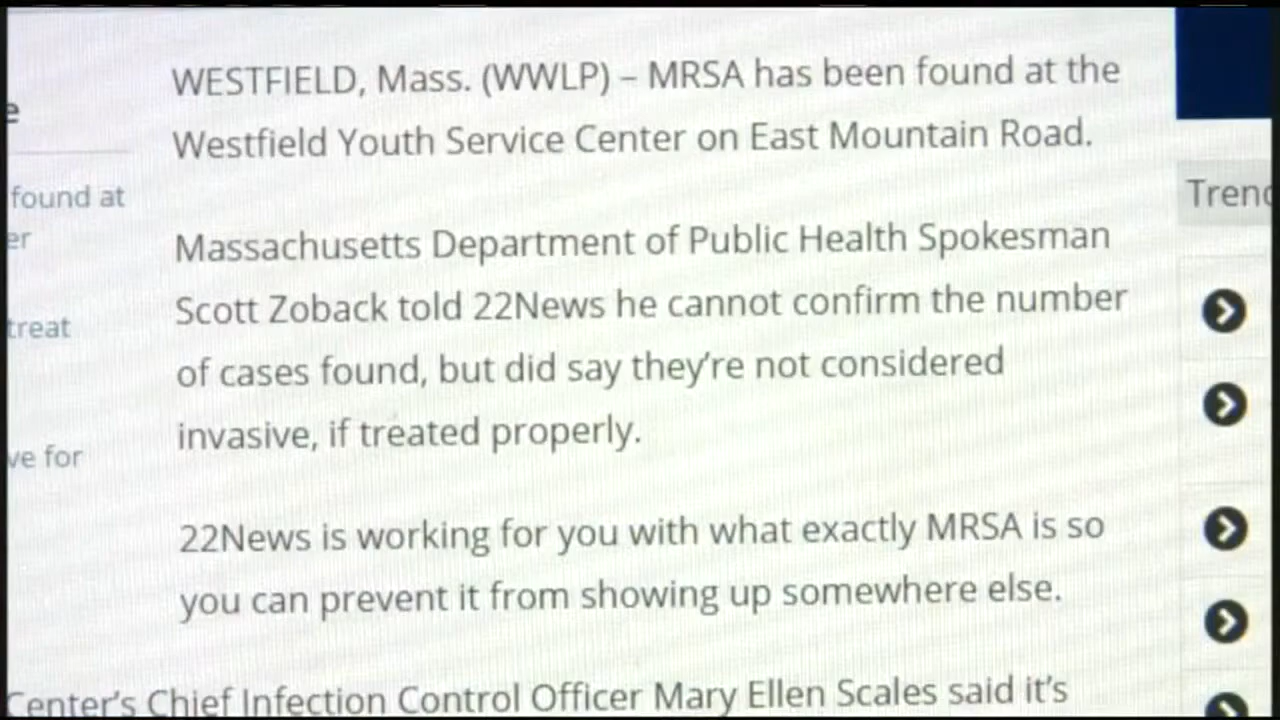 WESTFIELD, Mass. (WWLP) – MRSA has been found at the
Westfield Youth Service Center on East Mountain Road.
Massachusetts Department of Public Health Spokesman
Scott Zoback told 22News he cannot confirm the number
of cases found, but did say they're not considered
invasive, if treated properly.
22News is working for you with what exactly MRSA is so
you can prevent it from showing up somewhere else.
Center's Chief Infection Control Officer Mary Ellen Scales said it's
found at
treat
for